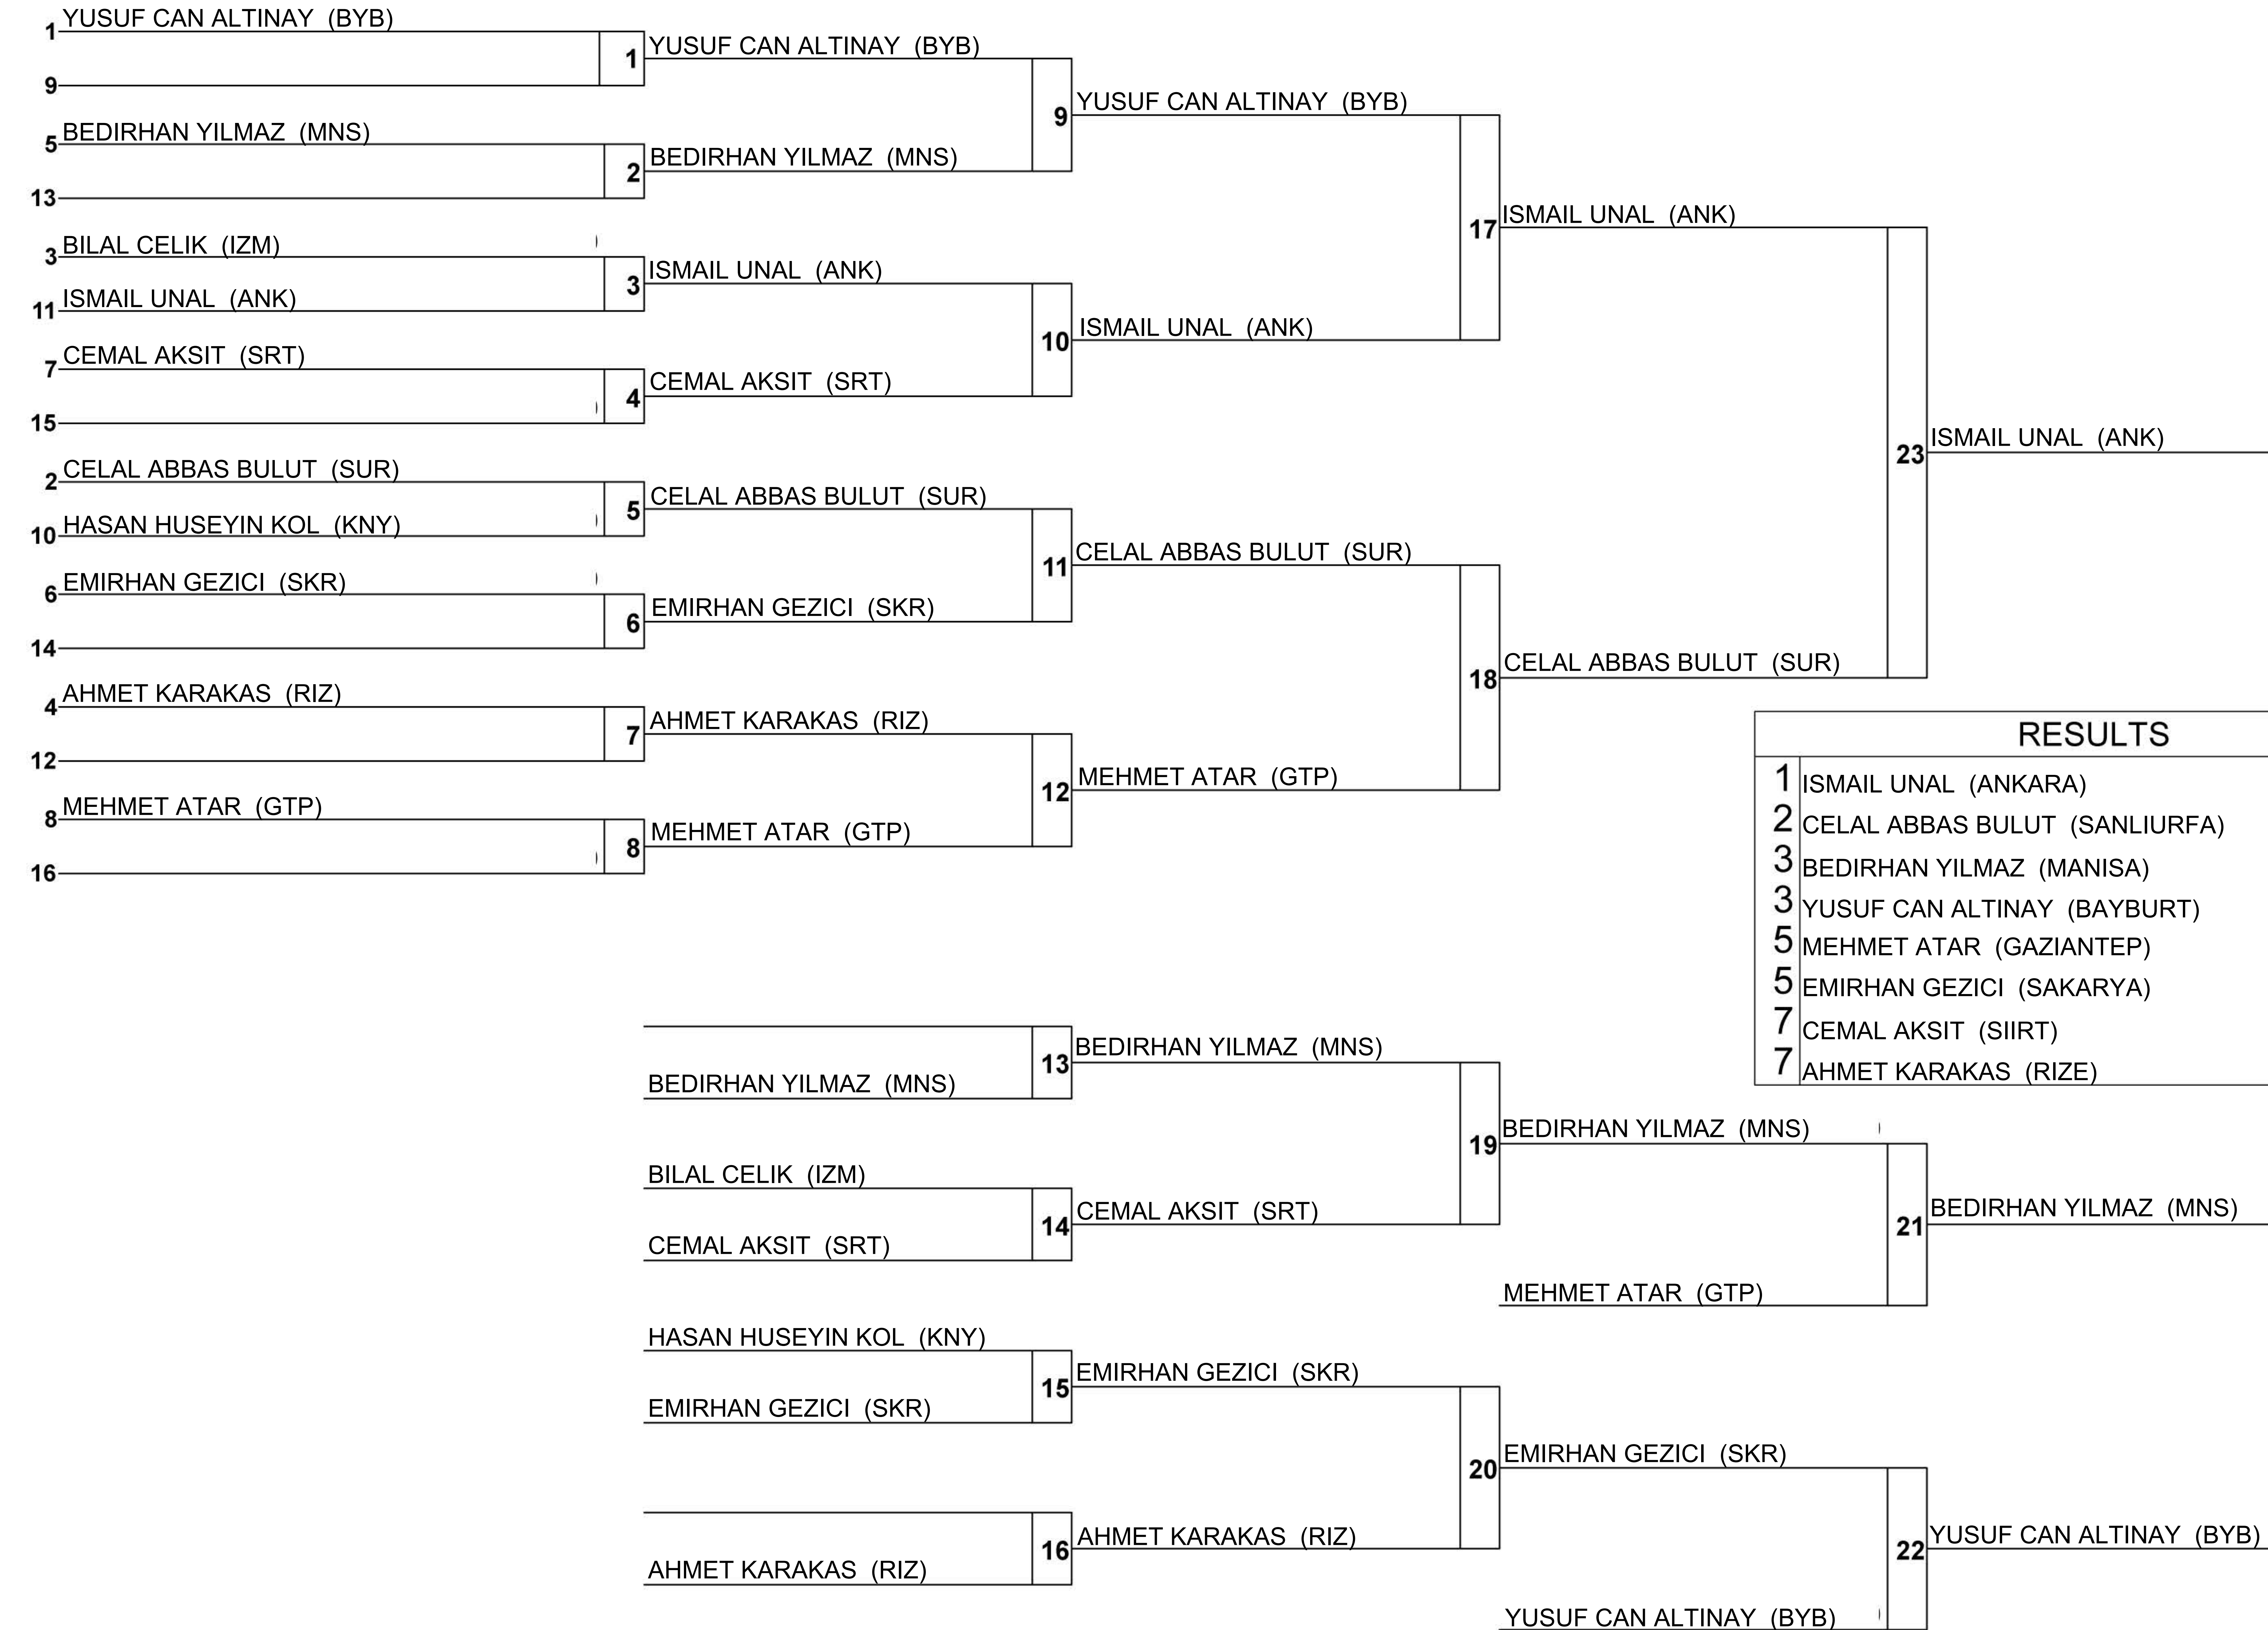 YUSUF CAN ALTINAY (BYB)
1
YUSUF CAN ALTINAY (BYB)
1
9
YUSUF CAN ALTINAY (BYB)
9
BEDIRHAN YILMAZ (MNS)
5
BEDIRHAN YILMAZ (MNS)
2
13
ISMAIL UNAL (ANK)
17
BILAL CELIK (IZM)
3
ISMAIL UNAL (ANK)
3
ISMAIL UNAL (ANK)
11
ISMAIL UNAL (ANK)
10
CEMAL AKSIT (SRT)
7
CEMAL AKSIT (SRT)
4
15
ISMAIL UNAL (ANK)
23
CELAL ABBAS BULUT (SUR)
2
CELAL ABBAS BULUT (SUR)
5
HASAN HUSEYIN KOL (KNY)
10
CELAL ABBAS BULUT (SUR)
11
EMIRHAN GEZICI (SKR)
6
EMIRHAN GEZICI (SKR)
6
14
CELAL ABBAS BULUT (SUR)
18
AHMET KARAKAS (RIZ)
4
AHMET KARAKAS (RIZ)
7
12
MEHMET ATAR (GTP)
12
MEHMET ATAR (GTP)
8
MEHMET ATAR (GTP)
8
16
RESULTS
1 ISMAIL UNAL (ANKARA)
2 CELAL ABBAS BULUT (SANLIURFA)
3 BEDIRHAN YILMAZ (MANISA)
3 YUSUF CAN ALTINAY (BAYBURT)
5 MEHMET ATAR (GAZIANTEP)
5 EMIRHAN GEZICI (SAKARYA)
7 CEMAL AKSIT (SIIRT)
7 AHMET KARAKAS (RIZE)
BEDIRHAN YILMAZ (MNS)
13
BEDIRHAN YILMAZ (MNS)
BEDIRHAN YILMAZ (MNS)
19
BILAL CELIK (IZM)
CEMAL AKSIT (SRT)
14
CEMAL AKSIT (SRT)
BEDIRHAN YILMAZ (MNS)
21
MEHMET ATAR (GTP)
HASAN HUSEYIN KOL (KNY)
EMIRHAN GEZICI (SKR)
15
EMIRHAN GEZICI (SKR)
EMIRHAN GEZICI (SKR)
20
AHMET KARAKAS (RIZ)
16
AHMET KARAKAS (RIZ)
YUSUF CAN ALTINAY (BYB)
22
YUSUF CAN ALTINAY (BYB)